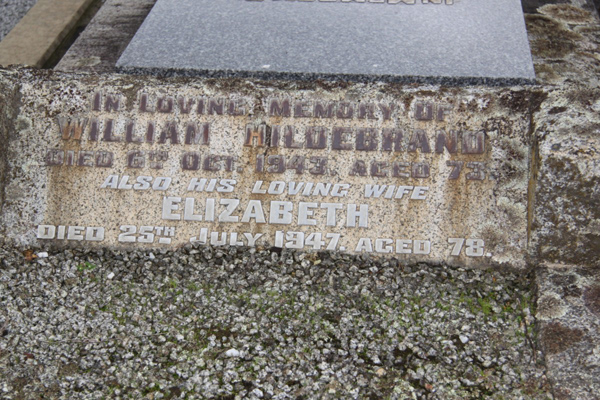 IN LOVING MEMORY OF
WILLIAM HILDEBRAND
DIED 6TH OCT. 1943. AGED 73.
ALSO HIS LOVING WIFE
ELIZABETH
DIED 25TH JULY 1947, AGED 78.